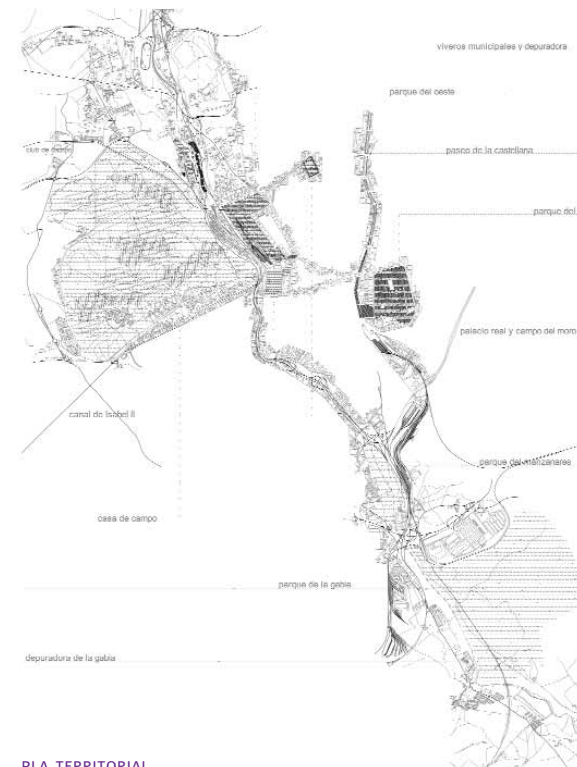 viveros municipales y depuradora
parque del oeste
club de campo
paseo de la castellana
parque del
palacio real y campo del moro
canal de Isabel II
parque del manzanares
casa de campo
parque de la gabia
depuradora de la gabia
PLA TERRITORIAL